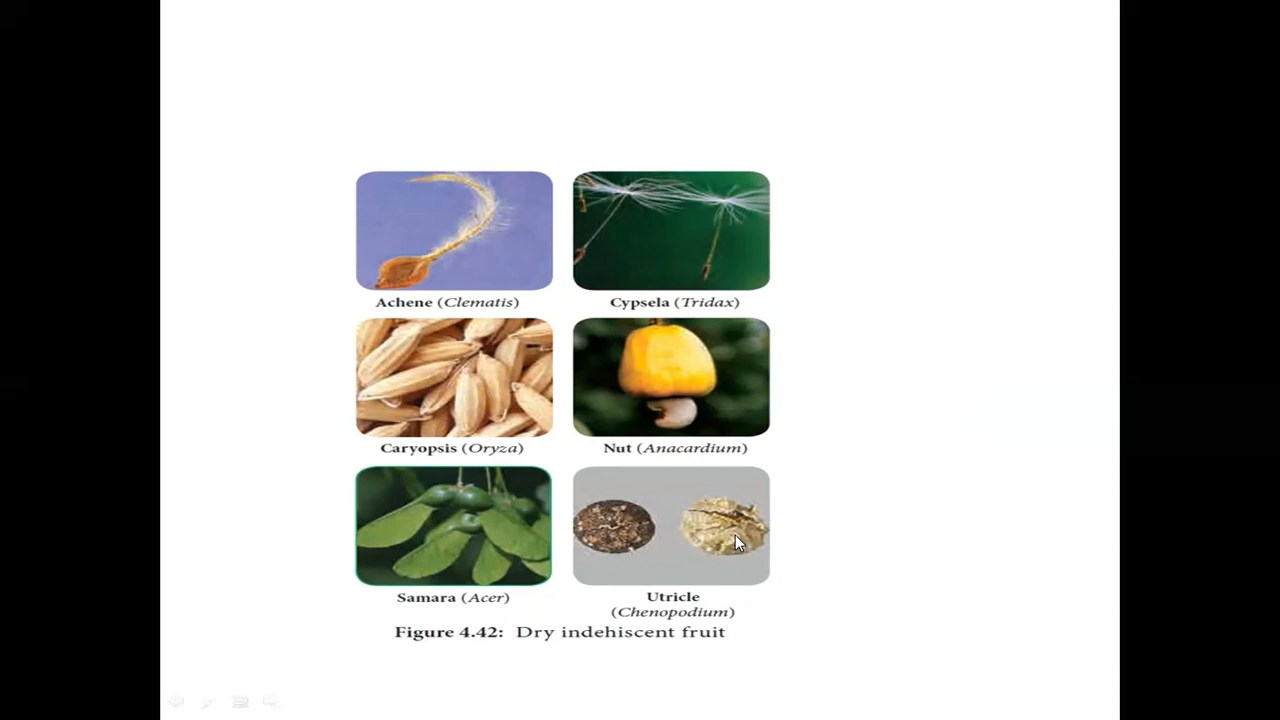 Achene (Clematis)
Cypsela (Tridax)
Caryopsis (Oryza)
Nut (Anacardium)
Samara (Acer)
Utricle
(Chenopodium)
Figure 4.42: Dry indehiscent fruit